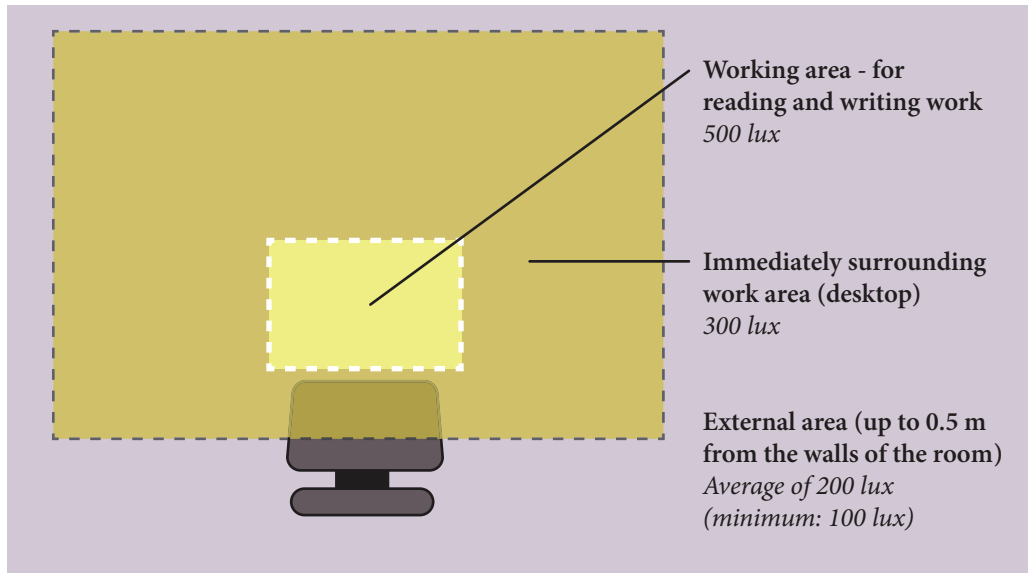 Working area - for
reading and writing work
500 lux
Immediately surrounding
work area (desktop)
300 lux
External area (up to 0.5 m
from the walls of the room)
Average of 200 lux
(minimum: 100 lux)